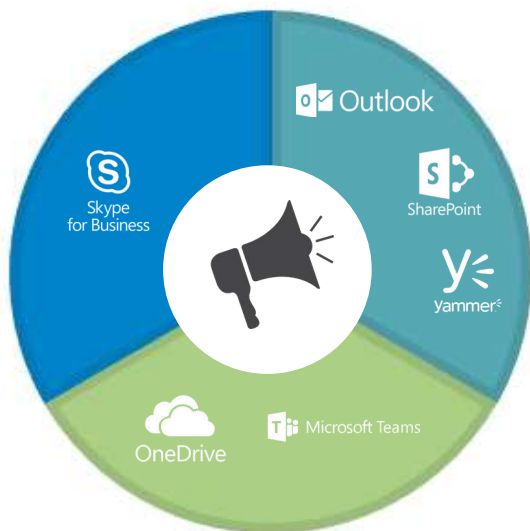 Outlook
SharePoint
yammer
Skype
for Business
OneDrive
Microsoft Teams